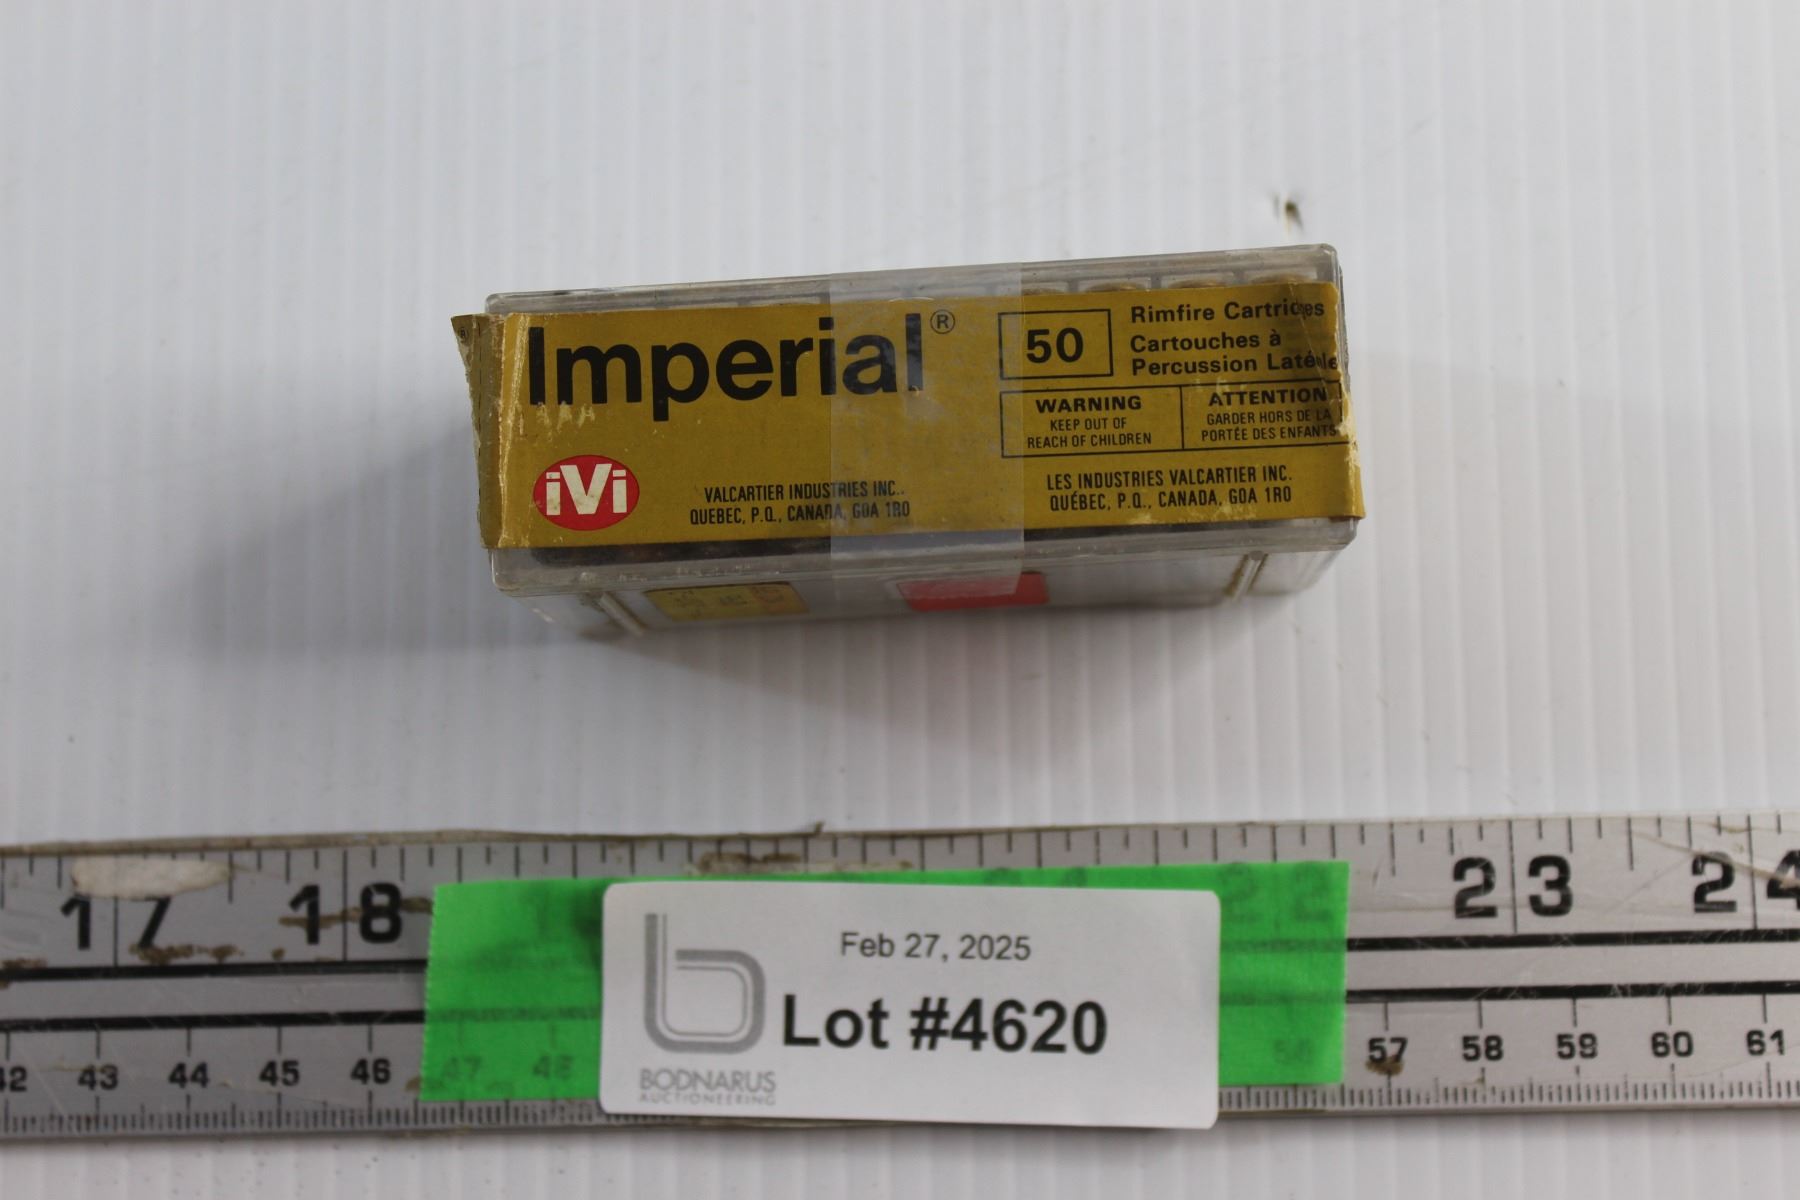 Imperial®
50
Rimfire Cartridges
Cartouches à
Percussion Latérale
WARNING
KEEP OUT OF
REACH OF CHILDREN
ATTENTION
GARDER HORS DE LA
PORTÉE DES ENFANTS
iVi
VALCARTIER INDUSTRIES INC..
QUEBEC, P.Q., CANADA, G0A 1R0
LES INDUSTRIES VALCARTIER INC.
QUÉBEC, P.Q., CANADA, G0A 1R0
17 18 22 23 24
Feb 27, 2025
Lot #4620
BODNARUS
AUCTIONEERING
42 43 44 45 46 47 48 56 57 58 59 60 61